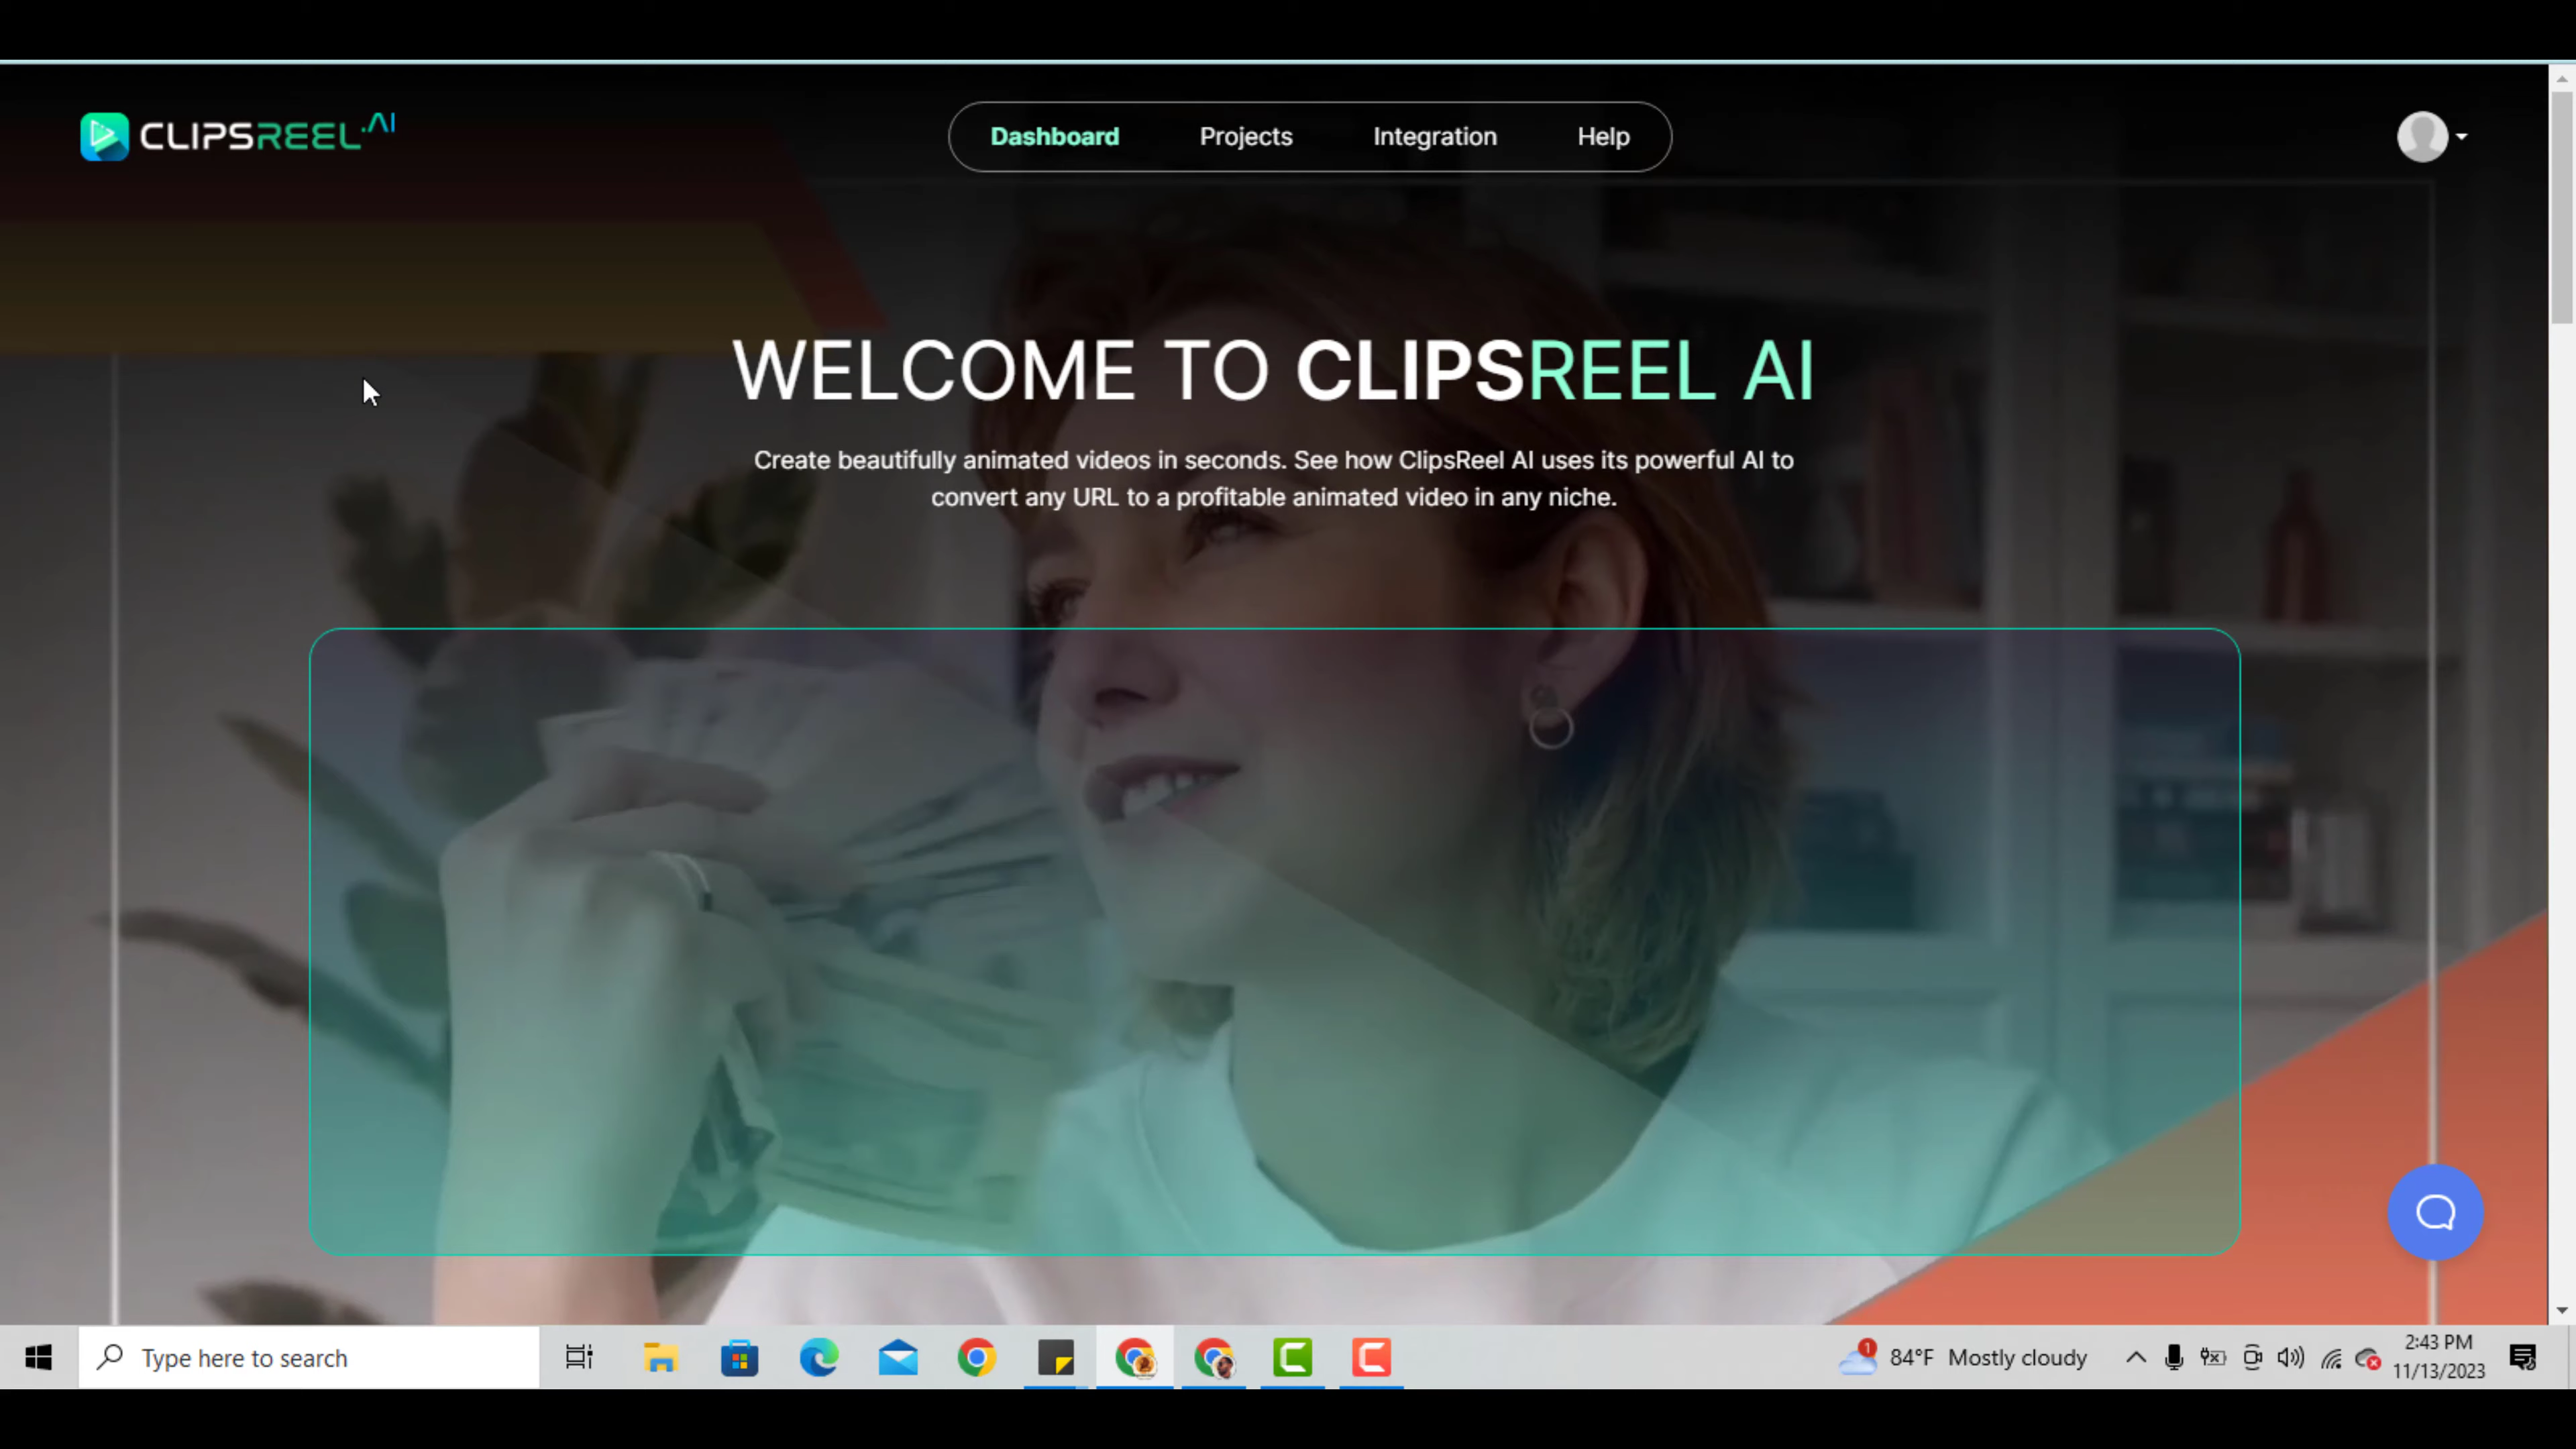 CLIPSREEL.AI
Dashboard Projects Integration Help
WELCOME TO CLIPSREEL AI
Create beautifully animated videos in seconds. See how ClipsReel AI uses its powerful AI to
convert any URL to a profitable animated video in any niche.
Type here to search
1
84°F Mostly cloudy
2:43 PM
11/13/2023